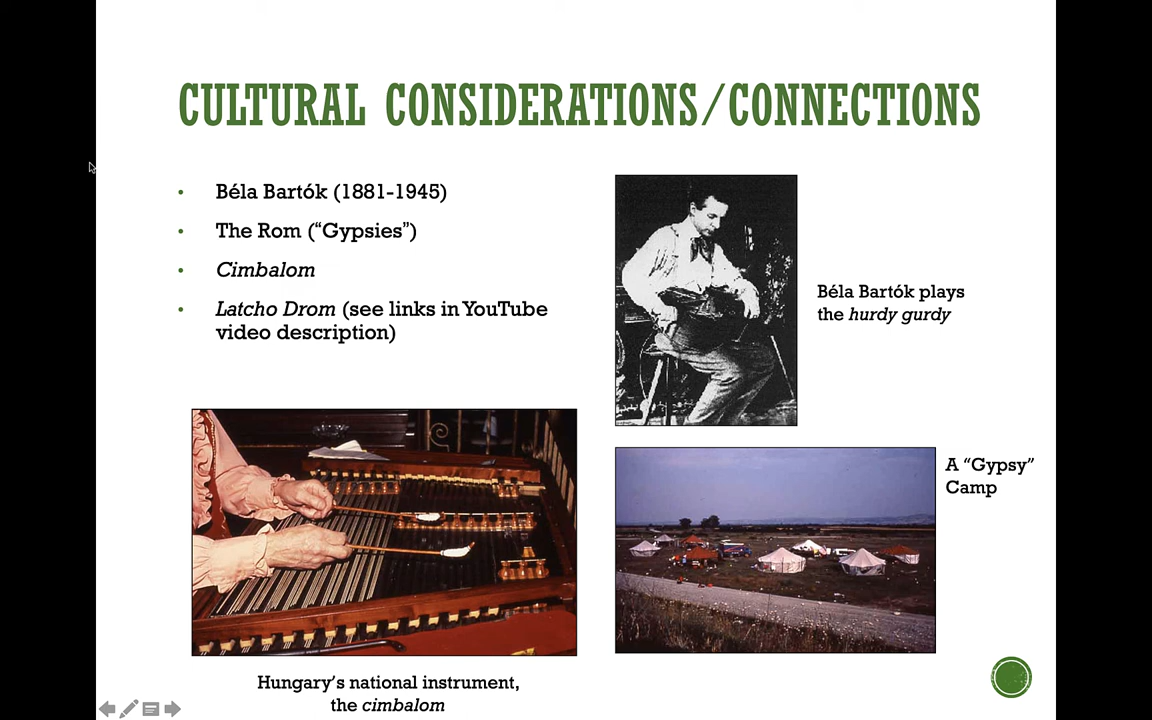 CULTURAL CONSIDERATIONS/CONNECTIONS
• Béla Bartók (1881-1945)
• The Rom (“Gypsies”)
• Cimbalom
• Latcho Drom (see links in YouTube
video description)
Béla Bartók plays
the hurdy gurdy
A “Gypsy”
Camp
Hungary’s national instrument,
the cimbalom